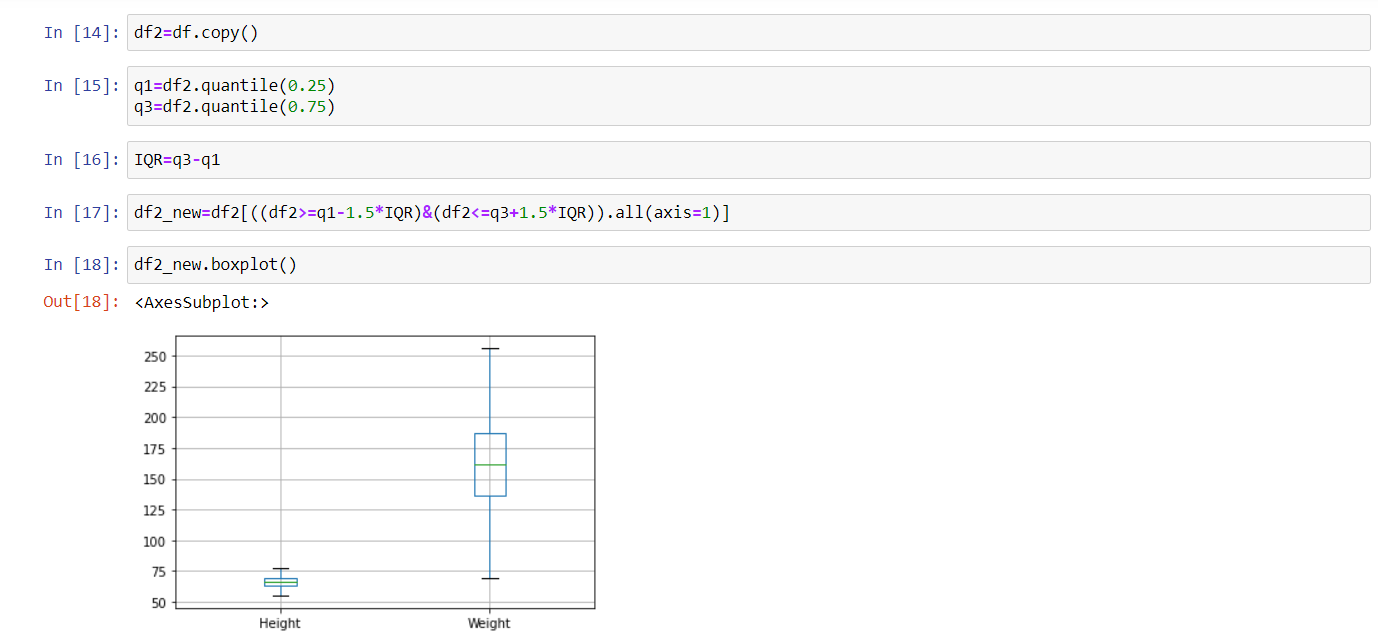 In [14]: df2=df.copy()
In [15]: q1=df2.quantile(0.25)
q3=df2.quantile(0.75)
In [16]: IQR=q3-q1
In [17]: df2_new=df2[((df2>=q1-1.5*IQR)&(df2<=q3+1.5*IQR)).all(axis=1)]
In [18]: df2_new.boxplot()
Out[18]: <AxesSubplot:>
250
225
200
175
150
125
100
75
50
Height Weight